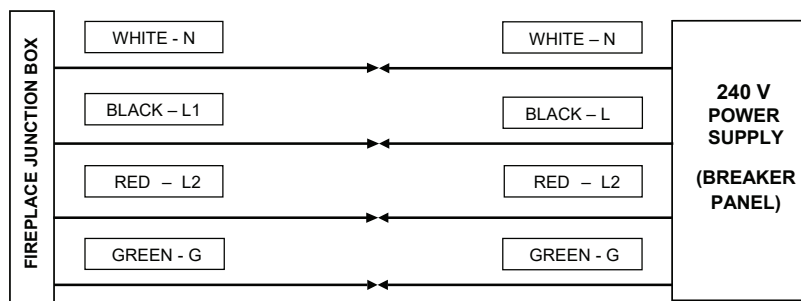 FIREPLACE JUNCTION BOX
WHITE - N
WHITE – N
BLACK – L1
BLACK – L
RED – L2
RED – L2
GREEN - G
GREEN - G
240 V
POWER
SUPPLY
(BREAKER
PANEL)